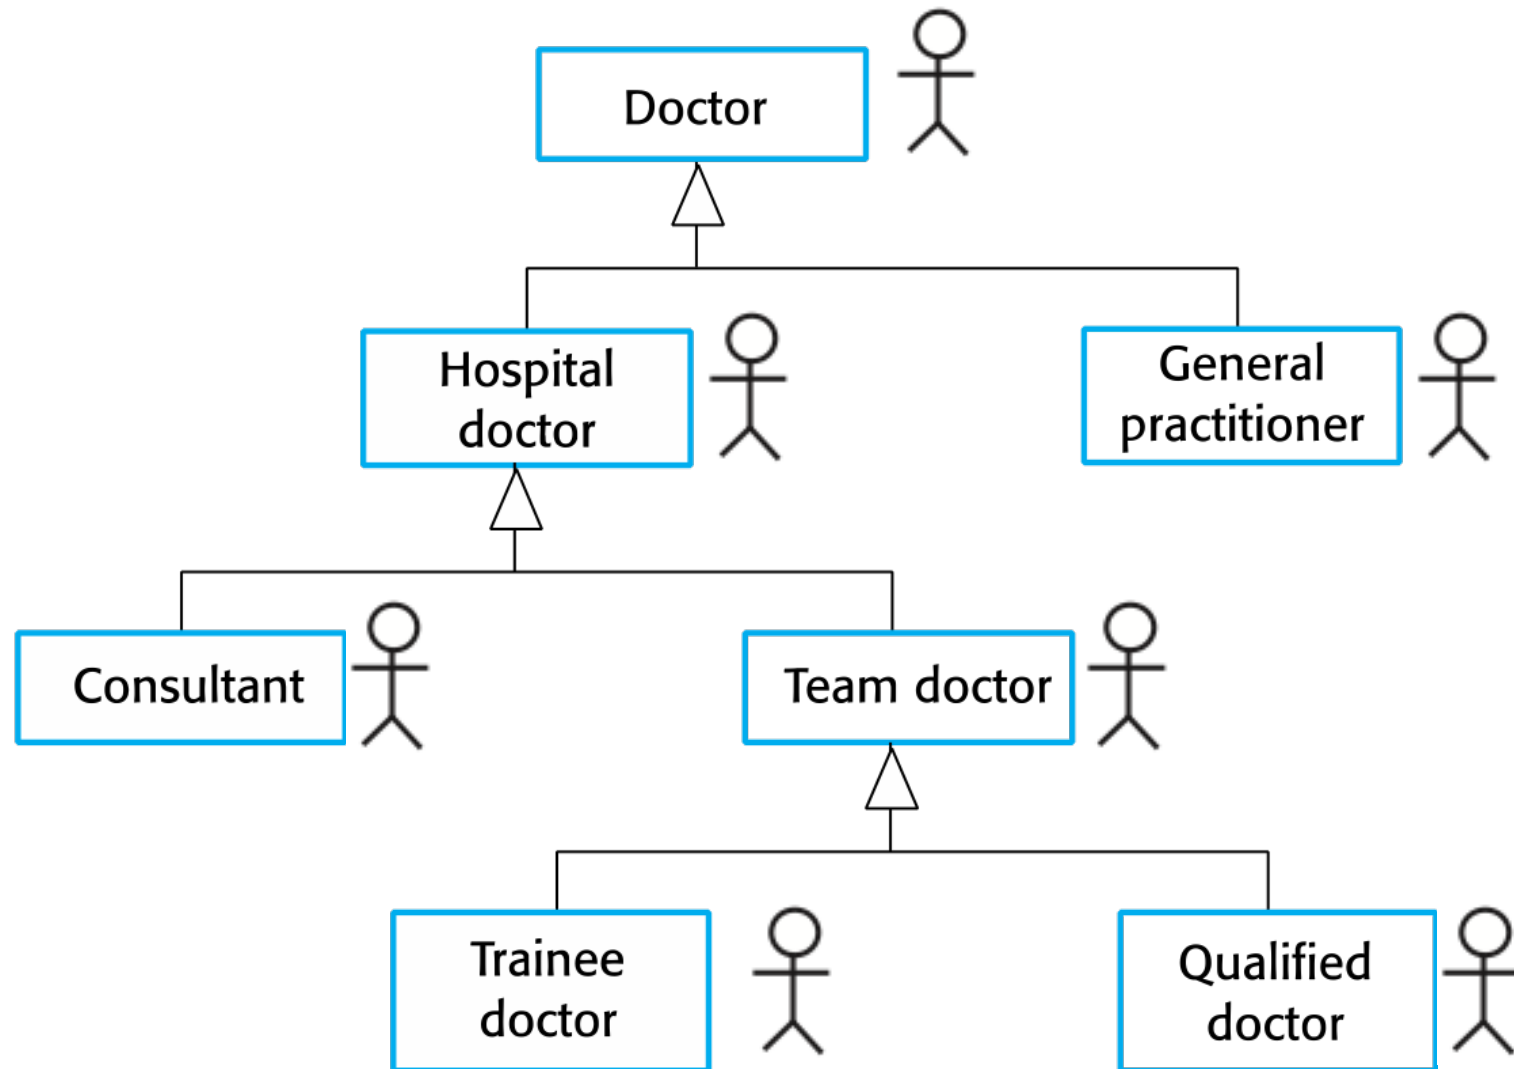 Doctor
Hospital
doctor
General
practitioner
Consultant
Team doctor
Trainee
doctor
Qualified
doctor